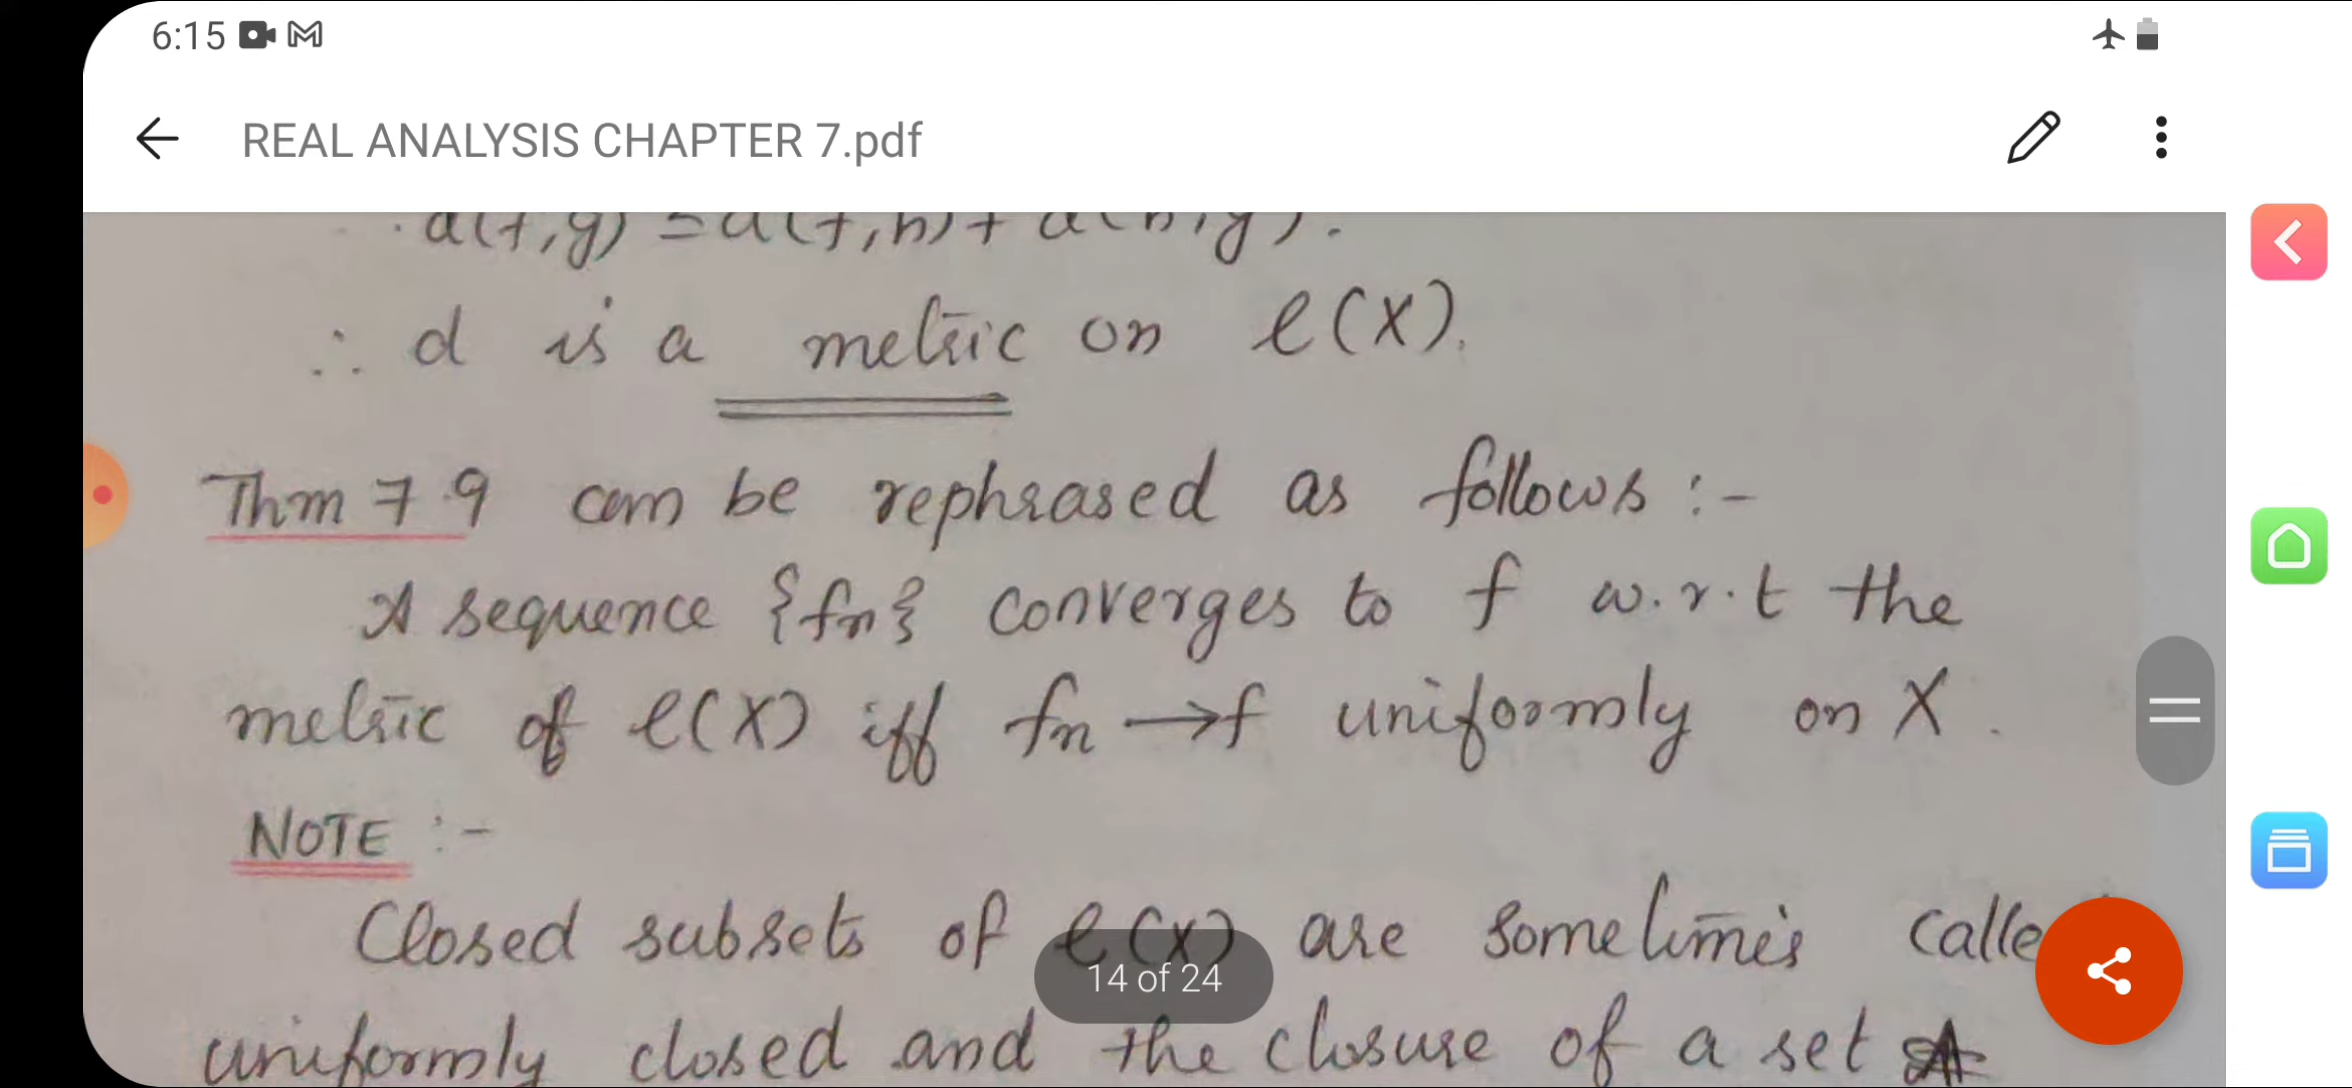 6:15
REAL ANALYSIS CHAPTER 7.pdf
d(f,g) ≤ d(f,h) + d(h,g).
∴ d is a metric on ℓ(X).
Thm 7.9 can be rephrased as follows :-
A sequence {fn} converges to f w.r.t the
metric of ℓ(X) iff fn → f uniformly on X.
NOTE :-
Closed subsets of ℓ(X) are sometimes calle
14 of 24
uniformly closed and the closure of a set A